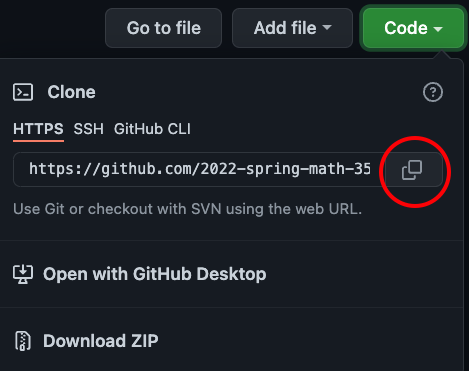 Go to file Add file Code
Clone
HTTPS SSH GitHub CLI
https://github.com/2022-spring-math-35
Use Git or checkout with SVN using the web URL.
Open with GitHub Desktop
Download ZIP